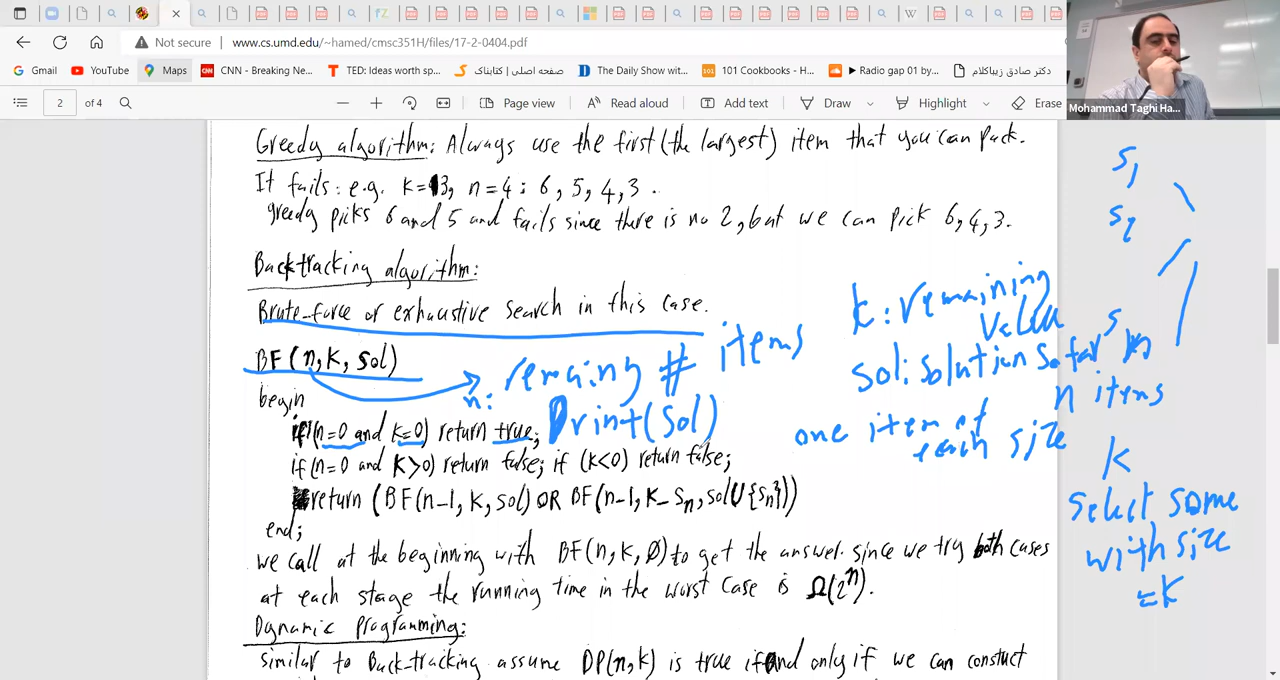 Not secure
www.cs.umd.edu/~hamed/cmsc351H/files/17-2-0404.pdf
Gmail
YouTube
Maps
CNN - Breaking Ne...
TED: Ideas worth sp...
صفحه اصلی | کتابتاک
The Daily Show wit...
101 Cookbooks - H...
Radio gap 01 by...
دکتر صادق زیباکلام
2 of 4
Page view
Read aloud
Add text
Draw
Highlight
Erase
Mohammad Taghi Ha...
Greedy algorithm: Always use the first (the largest) item that you can pack.
It fails: e.g. K=13, n=4: 6, 5, 4, 3.
greedy picks 6 and 5 and fails since there is no 2, but we can pick 6, 4, 3.
Backtracking algorithm:
Brute-force or exhaustive search in this case.
BF(n, K, sol)
begin
if (n=0 and k=0) return true;
if (n=0 and K>0) return false; if (k<0) return false;
return (BF(n-1, K, sol) OR BF(n-1, K-Sn, sol∪{Sn}))
end;
we call at the beginning with BF(n, K, ∅) to get the answer. since we try both cases
at each stage the running time in the worst case is Ω(2^n).
Dynamic Programming:
Similar to Back-tracking assume DP(n,k) is true if and only if we can constuct
n: remaining # items
Print(sol)
k: remaining
value
sol: solution so far
one item of
each size
S1
S2
n items
K
select some
with size
=K